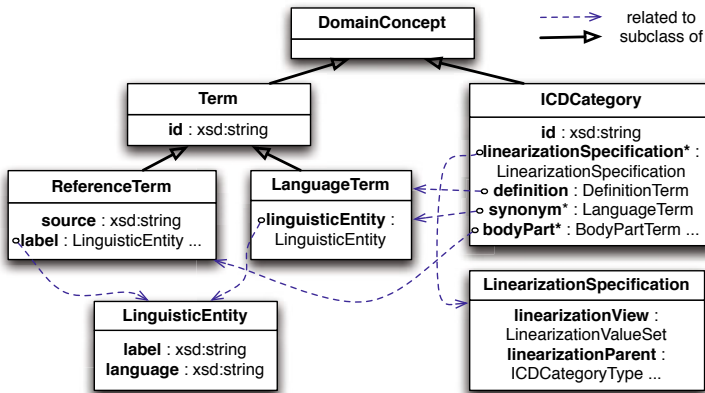 DomainConcept
related to
subclass of
Term
id : xsd:string
ICDCategory
id : xsd:string
linearizationSpecification* :
LinearizationSpecification
definition : DefinitionTerm
synonym* : LanguageTerm
bodyPart* : BodyPartTerm ...
ReferenceTerm
source : xsd:string
label : LinguisticEntity ...
LanguageTerm
linguisticEntity :
LinguisticEntity
LinguisticEntity
label : xsd:string
language : xsd:string
LinearizationSpecification
linearizationView :
LinearizationValueSet
linearizationParent :
ICDCategoryType ...